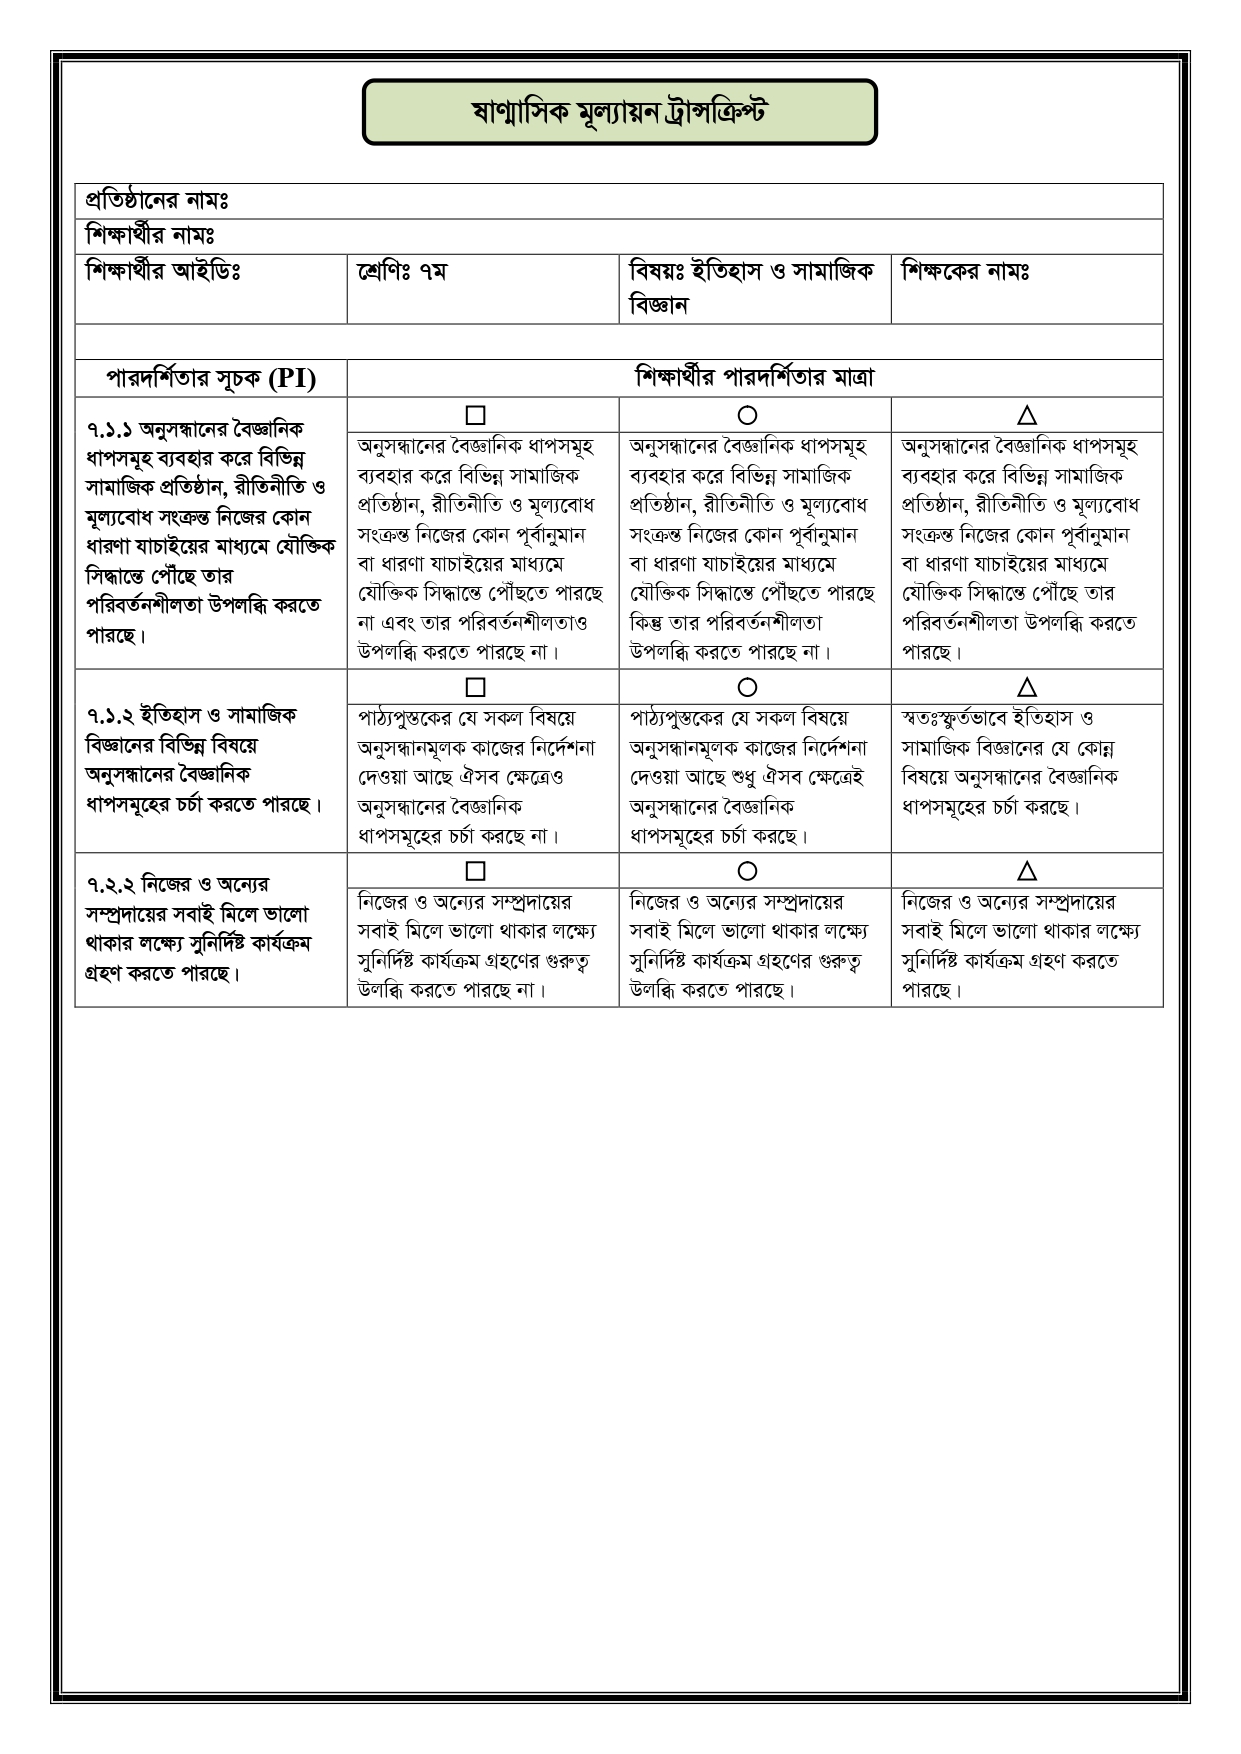 ষাণ্মাসিক মূল্যায়ন ট্রান্সক্রিপ্ট
প্রতিষ্ঠানের নামঃ
শিক্ষার্থীর নামঃ
শিক্ষার্থীর আইডিঃ শ্রেণিঃ ৭ম বিষয়ঃ ইতিহাস ও সামাজিক বিজ্ঞান শিক্ষকের নামঃ
পারদর্শিতার সূচক (PI) শিক্ষার্থীর পারদর্শিতার মাত্রা
৭.১.১ অনুসন্ধানের বৈজ্ঞানিক
ধাপসমূহ ব্যবহার করে বিভিন্ন
সামাজিক প্রতিষ্ঠান, রীতিনীতি ও
মূল্যবোধ সংক্রন্ত নিজের কোন
ধারণা যাচাইয়ের মাধ্যমে যৌক্তিক
সিদ্ধান্তে পৌঁছে তার
পরিবর্তনশীলতা উপলব্ধি করতে
পারছে।
□ ○ △
অনুসন্ধানের বৈজ্ঞানিক ধাপসমূহ
ব্যবহার করে বিভিন্ন সামাজিক
প্রতিষ্ঠান, রীতিনীতি ও মূল্যবোধ
সংক্রন্ত নিজের কোন পূর্বানুমান
বা ধারণা যাচাইয়ের মাধ্যমে
যৌক্তিক সিদ্ধান্তে পৌঁছতে পারছে
না এবং তার পরিবর্তনশীলতাও
উপলব্ধি করতে পারছে না।
অনুসন্ধানের বৈজ্ঞানিক ধাপসমূহ
ব্যবহার করে বিভিন্ন সামাজিক
প্রতিষ্ঠান, রীতিনীতি ও মূল্যবোধ
সংক্রন্ত নিজের কোন পূর্বানুমান
বা ধারণা যাচাইয়ের মাধ্যমে
যৌক্তিক সিদ্ধান্তে পৌঁছতে পারছে
কিন্তু তার পরিবর্তনশীলতা
উপলব্ধি করতে পারছে না।
অনুসন্ধানের বৈজ্ঞানিক ধাপসমূহ
ব্যবহার করে বিভিন্ন সামাজিক
প্রতিষ্ঠান, রীতিনীতি ও মূল্যবোধ
সংক্রন্ত নিজের কোন পূর্বানুমান
বা ধারণা যাচাইয়ের মাধ্যমে
যৌক্তিক সিদ্ধান্তে পৌঁছে তার
পরিবর্তনশীলতা উপলব্ধি করতে
পারছে।
৭.১.২ ইতিহাস ও সামাজিক
বিজ্ঞানের বিভিন্ন বিষয়ে
অনুসন্ধানের বৈজ্ঞানিক
ধাপসমূহের চর্চা করতে পারছে।
□ ○ △
পাঠ্যপুস্তকের যে সকল বিষয়ে
অনুসন্ধানমূলক কাজের নির্দেশনা
দেওয়া আছে ঐসব ক্ষেত্রেও
অনুসন্ধানের বৈজ্ঞানিক
ধাপসমূহের চর্চা করছে না।
পাঠ্যপুস্তকের যে সকল বিষয়ে
অনুসন্ধানমূলক কাজের নির্দেশনা
দেওয়া আছে শুধু ঐসব ক্ষেত্রেই
অনুসন্ধানের বৈজ্ঞানিক
ধাপসমূহের চর্চা করছে।
স্বতঃস্ফুর্তভাবে ইতিহাস ও
সামাজিক বিজ্ঞানের যে কোন্ন
বিষয়ে অনুসন্ধানের বৈজ্ঞানিক
ধাপসমূহের চর্চা করছে।
৭.২.২ নিজের ও অন্যের
সম্প্রদায়ের সবাই মিলে ভালো
থাকার লক্ষ্যে সুনির্দিষ্ট কার্যক্রম
গ্রহণ করতে পারছে।
□ ○ △
নিজের ও অন্যের সম্প্রদায়ের
সবাই মিলে ভালো থাকার লক্ষ্যে
সুনির্দিষ্ট কার্যক্রম গ্রহণের গুরুত্ব
উলব্ধি করতে পারছে না।
নিজের ও অন্যের সম্প্রদায়ের
সবাই মিলে ভালো থাকার লক্ষ্যে
সুনির্দিষ্ট কার্যক্রম গ্রহণের গুরুত্ব
উলব্ধি করতে পারছে।
নিজের ও অন্যের সম্প্রদায়ের
সবাই মিলে ভালো থাকার লক্ষ্যে
সুনির্দিষ্ট কার্যক্রম গ্রহণ করতে
পারছে।